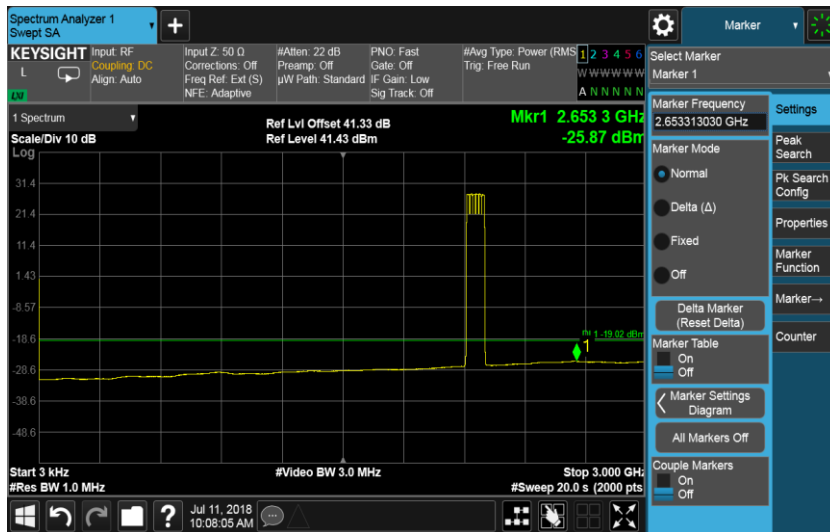 Spectrum Analyzer 1
Swept SA
Marker
KEYSIGHT
L
LXI
Input: RF
Coupling: DC
Align: Auto
Input Z: 50 Ω
Corrections: Off
Freq Ref: Ext (S)
NFE: Adaptive
#Atten: 22 dB
Preamp: Off
µW Path: Standard
PNO: Fast
Gate: Off
IF Gain: Low
Sig Track: Off
#Avg Type: Power (RMS
Trig: Free Run
1 2 3 4 5 6
W W W W W W
A N N N N N
Select Marker
Marker 1
1 Spectrum
Scale/Div 10 dB
Log
Ref Lvl Offset 41.33 dB
Ref Level 41.43 dBm
Mkr1 2.653 3 GHz
-25.87 dBm
31.4
21.4
11.4
1.43
-8.57
-18.6
-28.6
-38.6
-48.6
DL1 -19.02 dBm
1
Start 3 kHz
#Res BW 1.0 MHz
#Video BW 3.0 MHz
Stop 3.000 GHz
#Sweep 20.0 s (2000 pts
Marker Frequency
2.653313030 GHz
Marker Mode
Normal
Delta (Δ)
Fixed
Off
Delta Marker
(Reset Delta)
Marker Table
On
Off
Marker Settings
Diagram
All Markers Off
Couple Markers
On
Off
Settings
Peak
Search
Pk Search
Config
Properties
Marker
Function
Marker→
Counter
?
Jul 11, 2018
10:08:05 AM